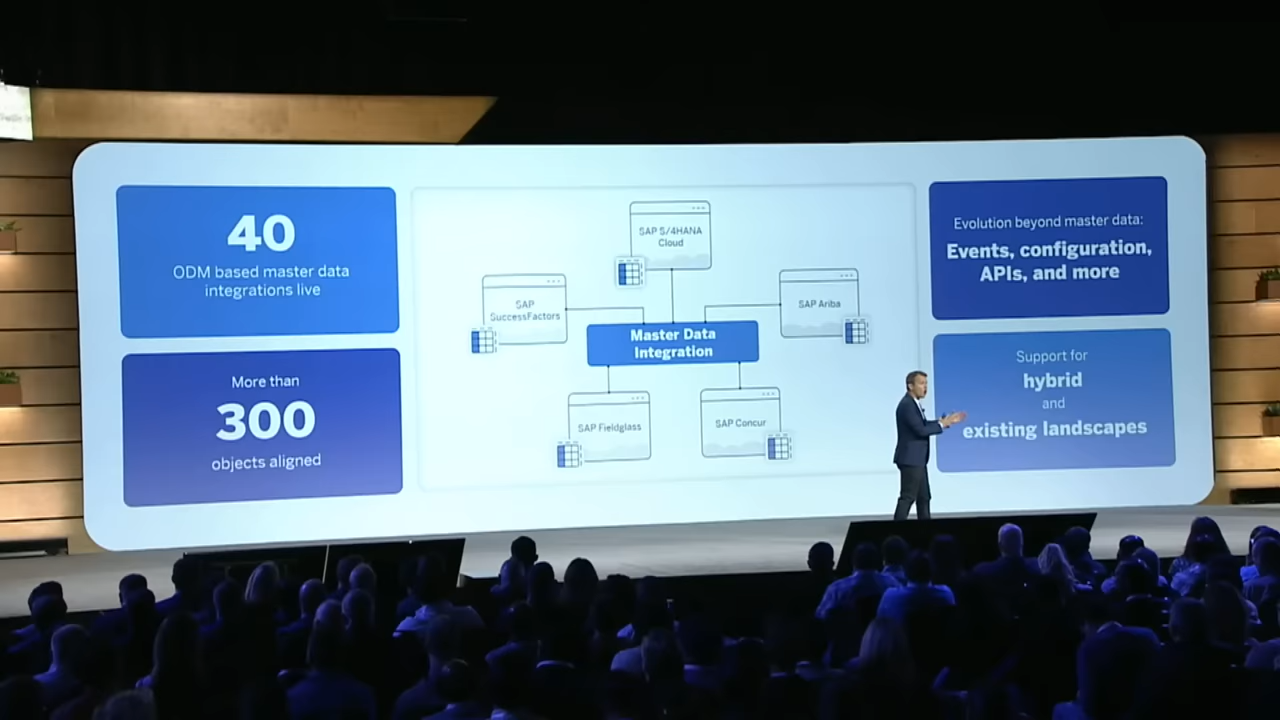 40
ODM based master data
integrations live
More than
300
objects aligned
SAP S/4HANA
Cloud
SAP
SuccessFactors
SAP Ariba
Master Data
Integration
SAP Fieldglass
SAP Concur
Evolution beyond master data:
Events, configuration,
APIs, and more
Support for
hybrid
and
existing landscapes